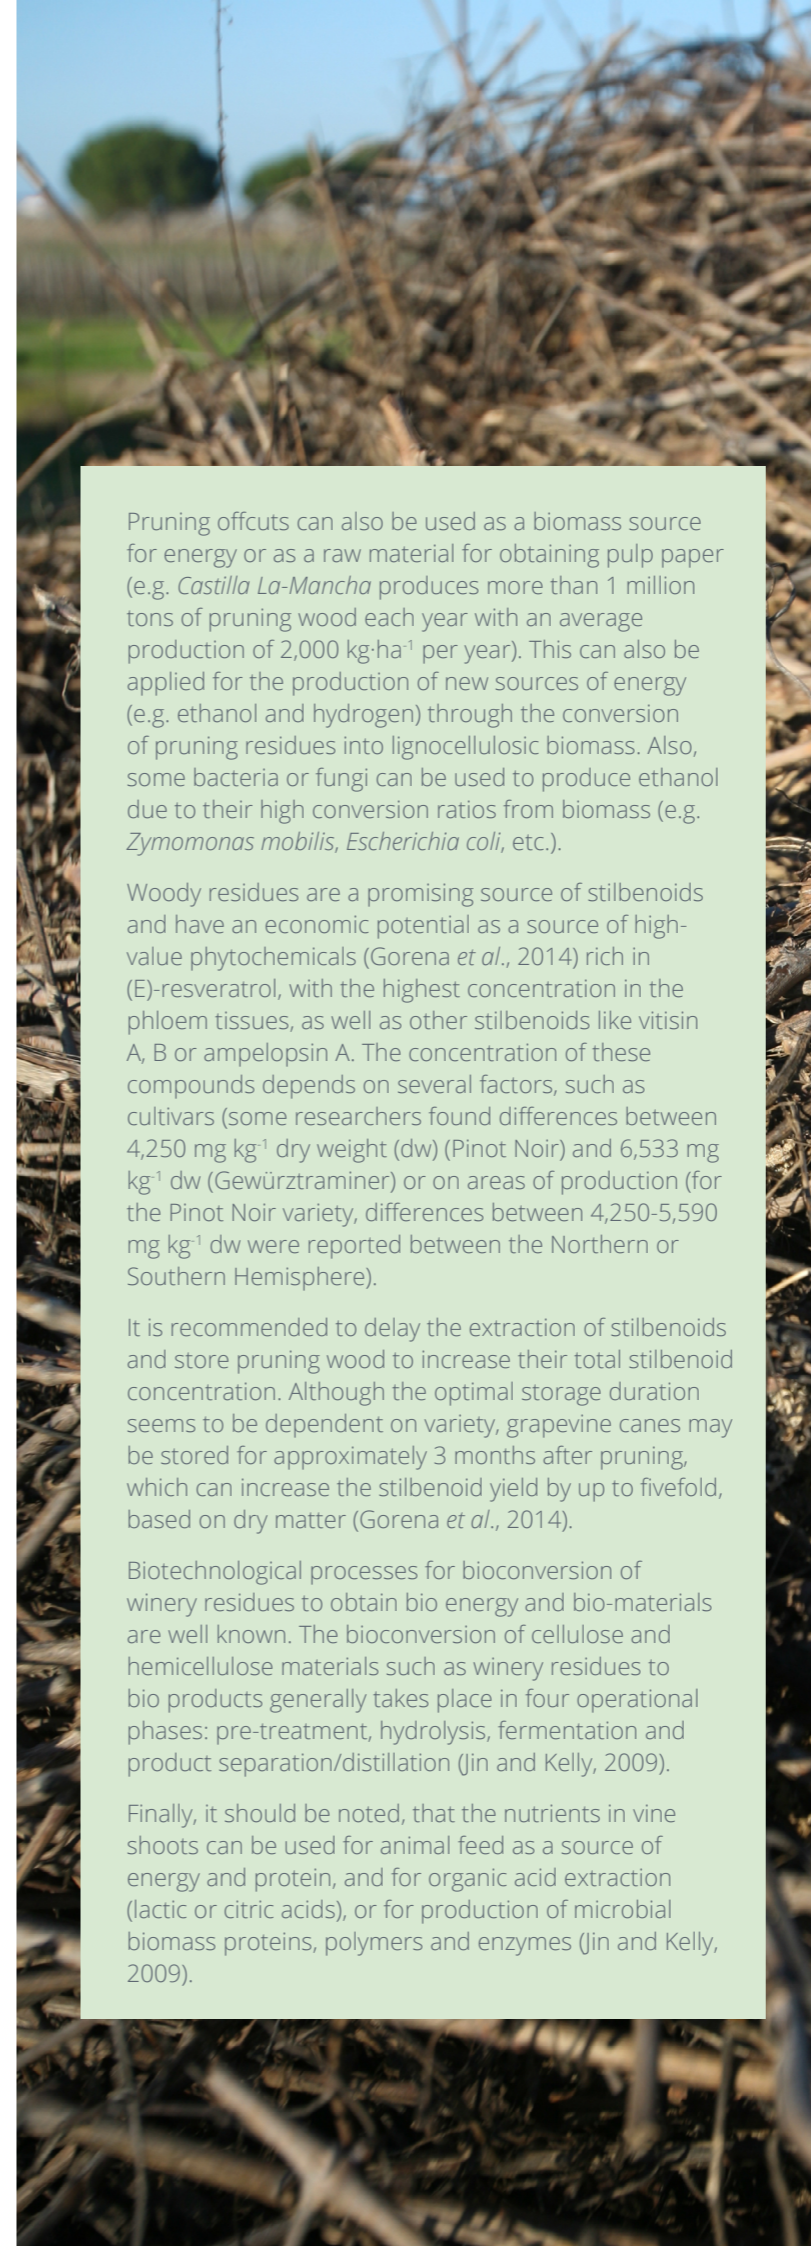 Pruning offcuts can also be used as a biomass source
for energy or as a raw material for obtaining pulp paper
(e.g. Castilla La-Mancha produces more than 1 million
tons of pruning wood each year with an average
production of 2,000 kg·ha⁻¹ per year). This can also be
applied for the production of new sources of energy
(e.g. ethanol and hydrogen) through the conversion
of pruning residues into lignocellulosic biomass. Also,
some bacteria or fungi can be used to produce ethanol
due to their high conversion ratios from biomass (e.g.
Zymomonas mobilis, Escherichia coli, etc.).
Woody residues are a promising source of stilbenoids
and have an economic potential as a source of high-
value phytochemicals (Gorena et al., 2014) rich in
(E)-resveratrol, with the highest concentration in the
phloem tissues, as well as other stilbenoids like vitisin
A, B or ampelopsin A. The concentration of these
compounds depends on several factors, such as
cultivars (some researchers found differences between
4,250 mg kg⁻¹ dry weight (dw) (Pinot Noir) and 6,533 mg
kg⁻¹ dw (Gewürztraminer) or on areas of production (for
the Pinot Noir variety, differences between 4,250-5,590
mg kg⁻¹ dw were reported between the Northern or
Southern Hemisphere).
It is recommended to delay the extraction of stilbenoids
and store pruning wood to increase their total stilbenoid
concentration. Although the optimal storage duration
seems to be dependent on variety, grapevine canes may
be stored for approximately 3 months after pruning,
which can increase the stilbenoid yield by up to fivefold,
based on dry matter (Gorena et al., 2014).
Biotechnological processes for bioconversion of
winery residues to obtain bio energy and bio-materials
are well known. The bioconversion of cellulose and
hemicellulose materials such as winery residues to
bio products generally takes place in four operational
phases: pre-treatment, hydrolysis, fermentation and
product separation/distillation (Jin and Kelly, 2009).
Finally, it should be noted, that the nutrients in vine
shoots can be used for animal feed as a source of
energy and protein, and for organic acid extraction
(lactic or citric acids), or for production of microbial
biomass proteins, polymers and enzymes (Jin and Kelly,
2009).